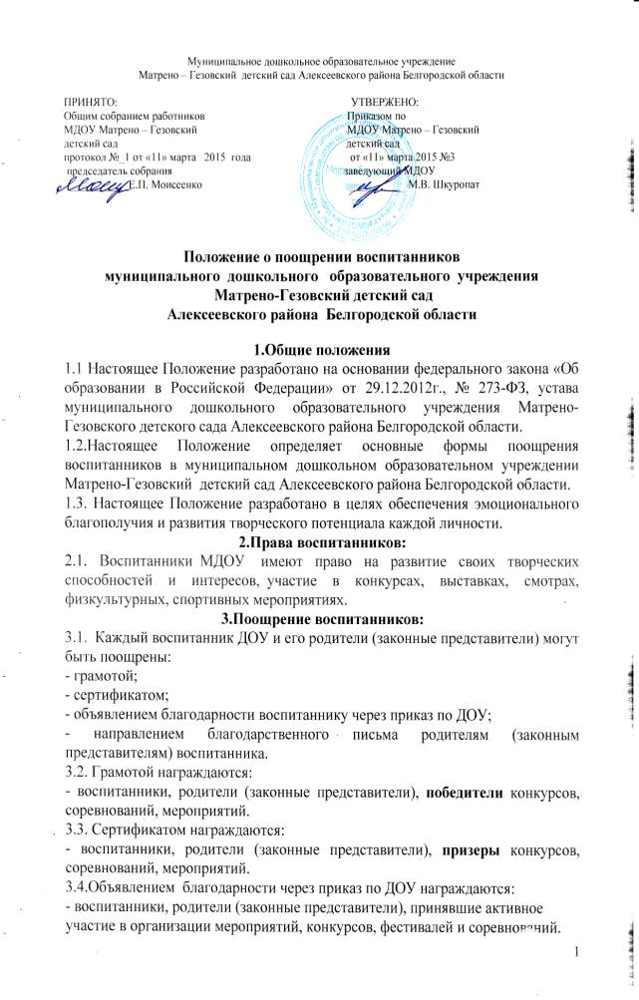 Муниципальное дошкольное образовательное учреждение
Матрено – Гезовский детский сад Алексеевского района Белгородской области
ПРИНЯТО:
Общим собранием работников
МДОУ Матрено – Гезовский
детский сад
протокол №_1 от «11» марта 2015 года
председатель собрания
Е.П. Моиссенко
УТВЕРЖЕНО:
Приказом по
МДОУ Матрено – Гезовский
детский сад
от «11» марта 2015 №3
заведующий МДОУ
М.В. Шкуропат
Положение о поощрении воспитанников
муниципального дошкольного образовательного учреждения
Матрено-Гезовский детский сад
Алексеевского района Белгородской области
1.Общие положения
1.1 Настоящее Положение разработано на основании федерального закона «Об
образовании в Российской Федерации» от 29.12.2012г., № 273-ФЗ, устава
муниципального дошкольного образовательного учреждения Матрено-
Гезовского детского сада Алексеевского района Белгородской области.
1.2.Настоящее Положение определяет основные формы поощрения
воспитанников в муниципальном дошкольном образовательном учреждении
Матрено-Гезовский детский сад Алексеевского района Белгородской области.
1.3. Настоящее Положение разработано в целях обеспечения эмоционального
благополучия и развития творческого потенциала каждой личности.
2.Права воспитанников:
2.1. Воспитанники МДОУ имеют право на развитие своих творческих
способностей и интересов, участие в конкурсах, выставках, смотрах,
физкультурных, спортивных мероприятиях.
3.Поощрение воспитанников:
3.1. Каждый воспитанник ДОУ и его родители (законные представители) могут
быть поощрены:
- грамотой;
- сертификатом;
- объявлением благодарности воспитаннику через приказ по ДОУ;
- направлением благодарственного письма родителям (законным
представителям) воспитанника.
3.2. Грамотой награждаются:
- воспитанники, родители (законные представители), победители конкурсов,
соревнований, мероприятий.
3.3. Сертификатом награждаются:
- воспитанники, родители (законные представители), призеры конкурсов,
соревнований, мероприятий.
3.4.Объявлением благодарности через приказ по ДОУ награждаются:
- воспитанники, родители (законные представители), принявшие активное
участие в организации мероприятий, конкурсов, фестивалей и соревнований.
1